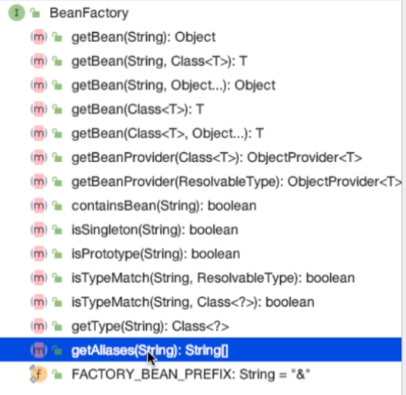 I BeanFactory
m getBean(String): Object
m getBean(String, Class<T>): T
m getBean(String, Object...): Object
m getBean(Class<T>): T
m getBean(Class<T>, Object...): T
m getBeanProvider(Class<T>): ObjectProvider<T>
m getBeanProvider(ResolvableType): ObjectProvider<T>
m containsBean(String): boolean
m isSingleton(String): boolean
m isPrototype(String): boolean
m isTypeMatch(String, ResolvableType): boolean
m isTypeMatch(String, Class<?>): boolean
m getType(String): Class<?>
m getAliases(String): String[]
f FACTORY_BEAN_PREFIX: String = "&"